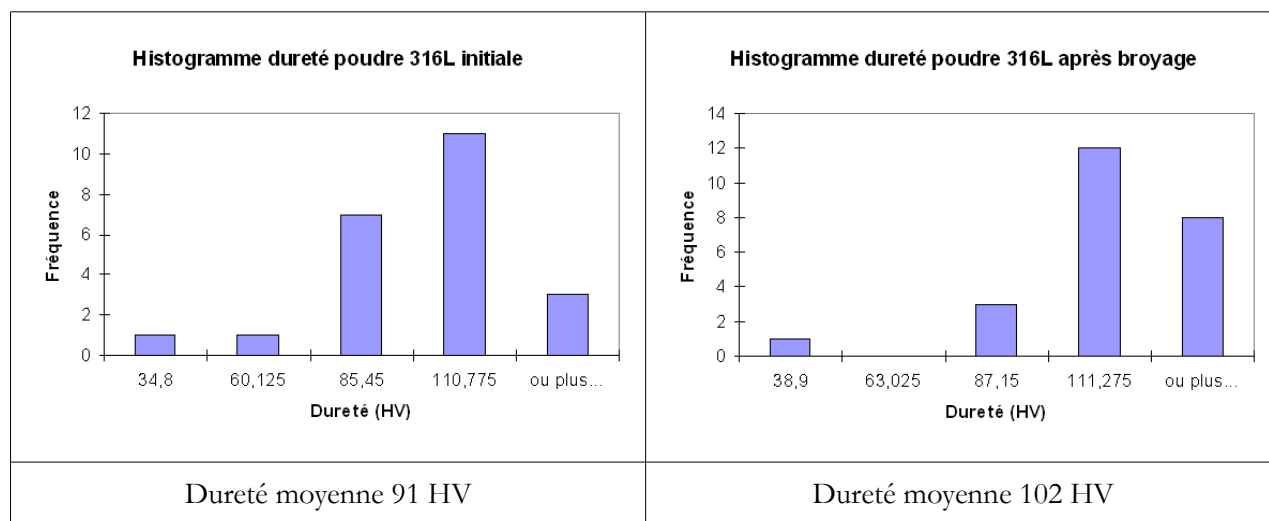 Histogramme dureté poudre 316L initiale
12
10
8
6
4
2
0
Fréquence
34,8 60,125 85,45 110,775 ou plus...
Dureté (HV)
Histogramme dureté poudre 316L après broyage
14
12
10
8
6
4
2
0
Fréquence
38,9 63,025 87,15 111,275 ou plus...
Dureté (HV)
Dureté moyenne 91 HV
Dureté moyenne 102 HV